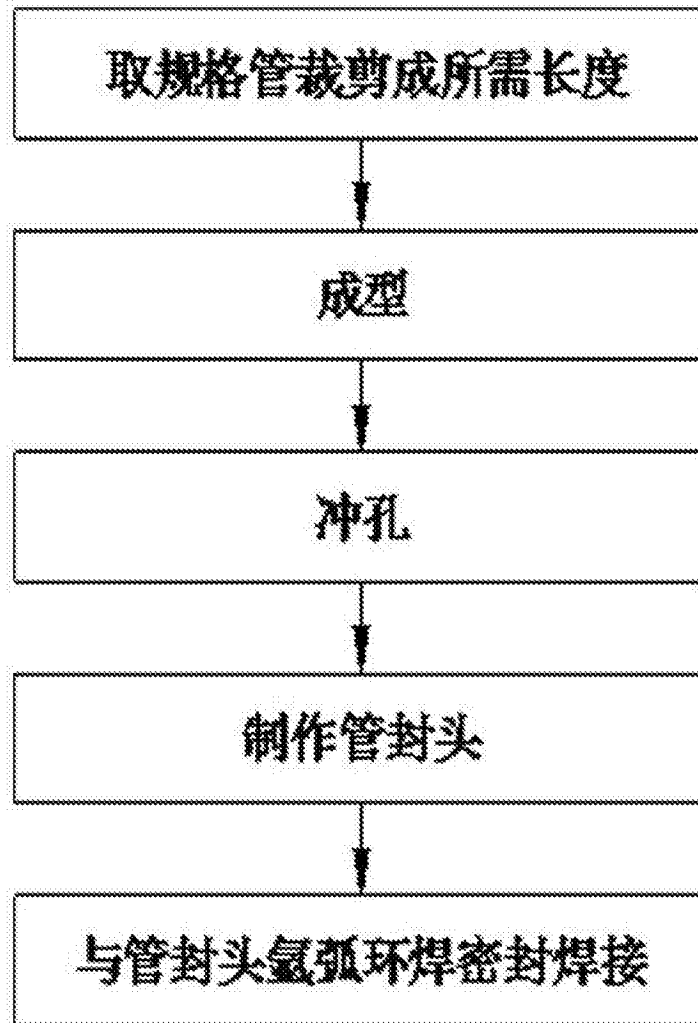 取规格管裁剪成所需长度
成型
冲孔
制作管封头
与管封头氩弧环焊密封焊接